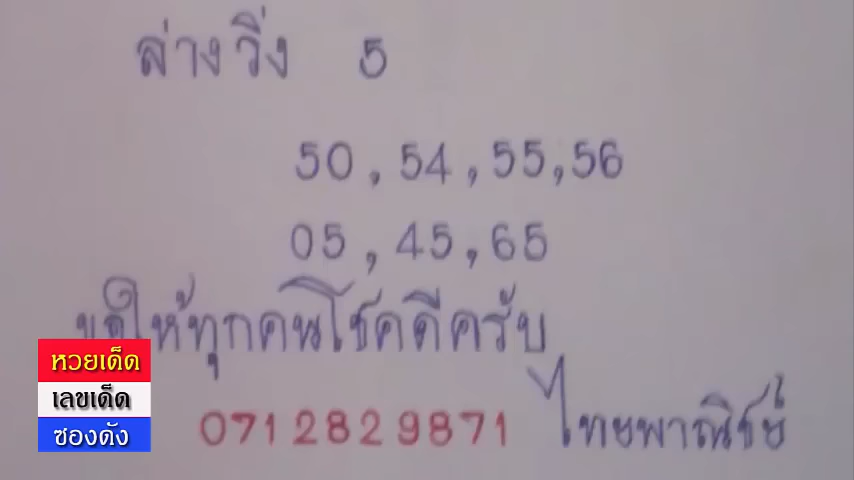 ล่างวิ่ง 5
50, 54, 55, 56
05, 45, 65
ขอให้ทุกคนโชคดีครับ
0712829871 ไทยพาณิชย์
หวยเด็ด
เลขเด็ด
ซองดัง